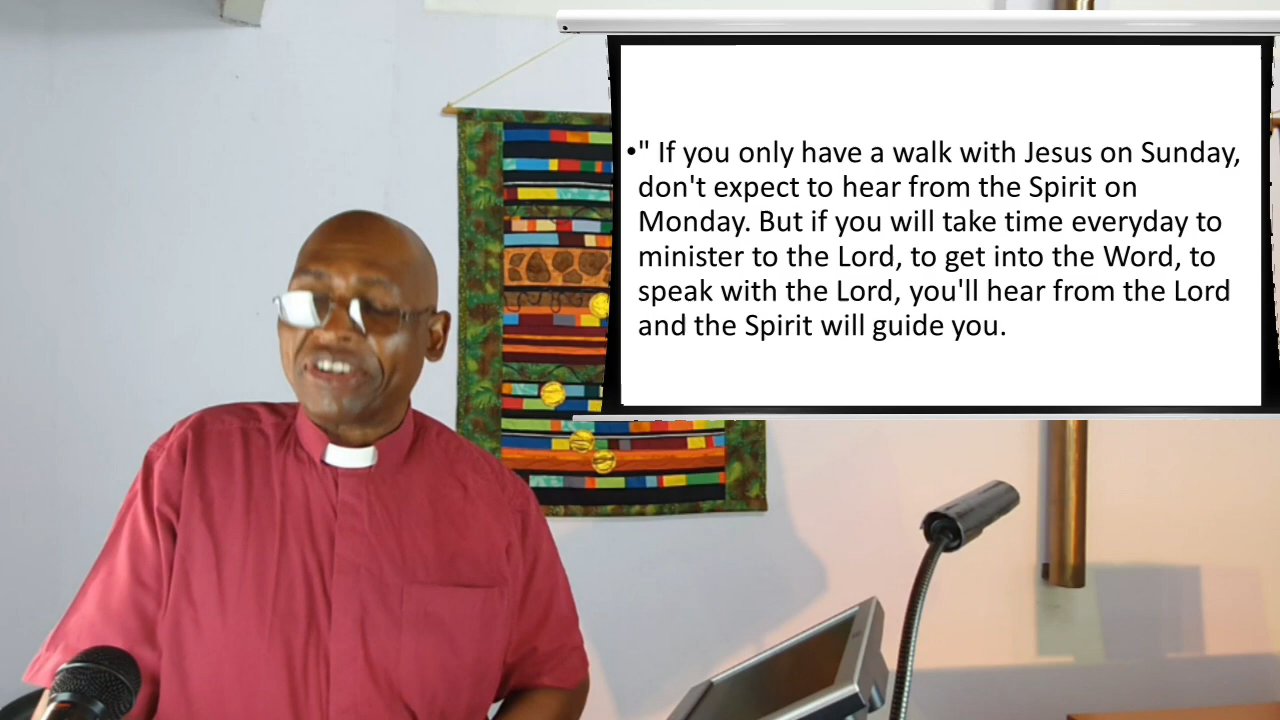 •" If you only have a walk with Jesus on Sunday,
don't expect to hear from the Spirit on
Monday. But if you will take time everyday to
minister to the Lord, to get into the Word, to
speak with the Lord, you'll hear from the Lord
and the Spirit will guide you.